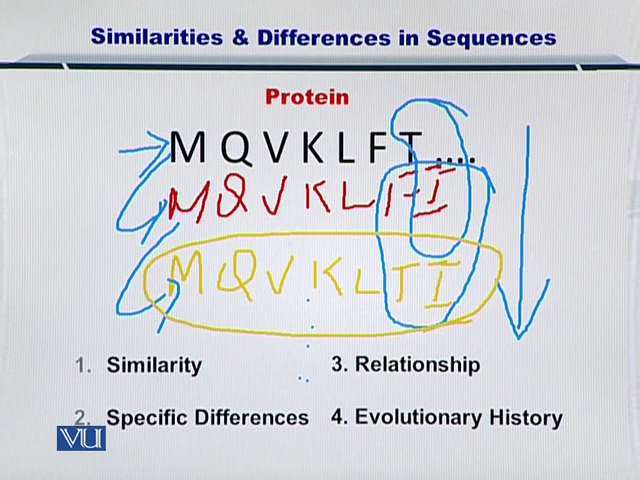 Similarities & Differences in Sequences
Protein
M Q V K L F T ....
M Q V K L F I
M Q V K L T I
1. Similarity
3. Relationship
2. Specific Differences
4. Evolutionary History
VU